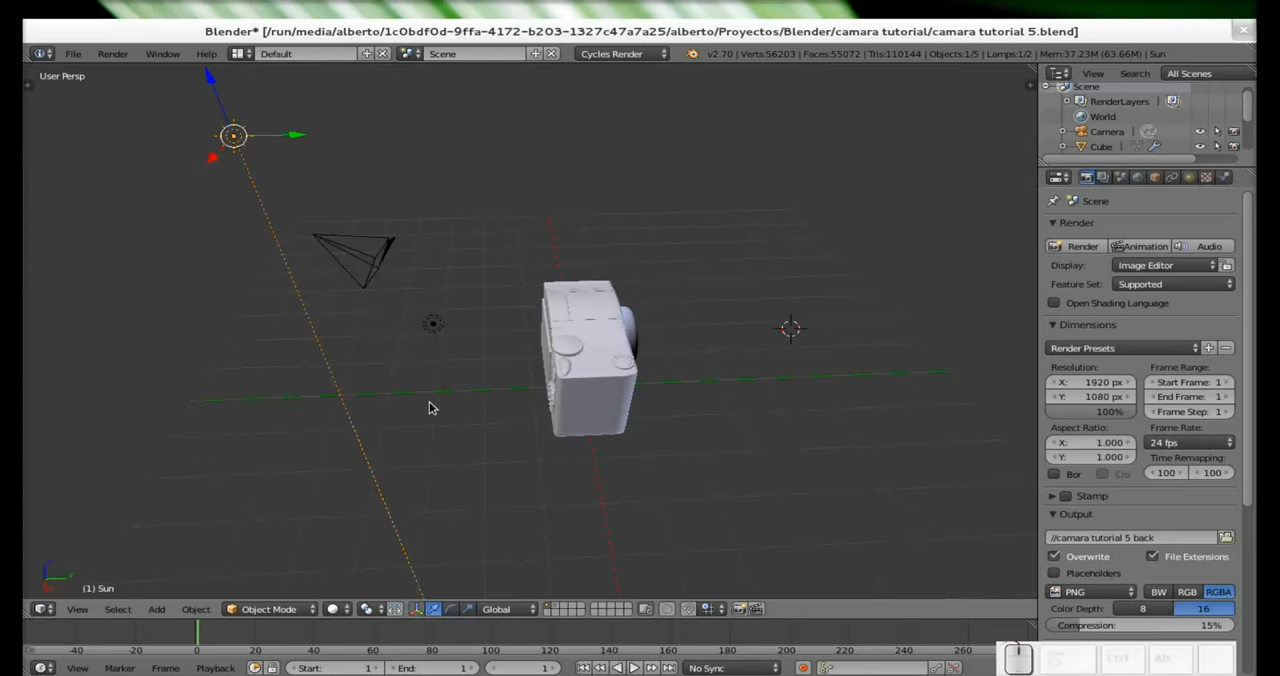 Blender* [/run/media/alberto/1c0bdf0d-9ffa-4172-b203-1327c47a7a25/alberto/Proyectos/Blender/camara tutorial/camara tutorial 5.blend]
File Render Window Help Default Scene Cycles Render v2.70 | Verts:56203 | Faces:55072 | Tris:110144 | Objects:1/5 | Lamps:1/2 | Mem:37.23M (63.66M) | Sun
User Persp
View Search All Scenes
Scene
RenderLayers
World
Camera
Cube
Scene
Render
Render Animation Audio
Display: Image Editor
Feature Set: Supported
Open Shading Language
Dimensions
Render Presets
Resolution: Frame Range:
X: 1920 px Start Frame: 1
Y: 1080 px End Frame: 1
100% Frame Step: 1
Aspect Ratio: Frame Rate:
X: 1.000 24 fps
Y: 1.000 Time Remapping:
Bor Cro 100 100
Stamp
Output
//camara tutorial 5 back
Overwrite File Extensions
Placeholders
PNG BW RGB RGBA
Color Depth: 8 16
Compression: 15%
(1) Sun
View Select Add Object Object Mode Global
-40 -20 0 20 40 60 80 100 120 140 160 180 200 220 240 260
View Marker Frame Playback Start: 1 End: 1 1 No Sync
Ctrl